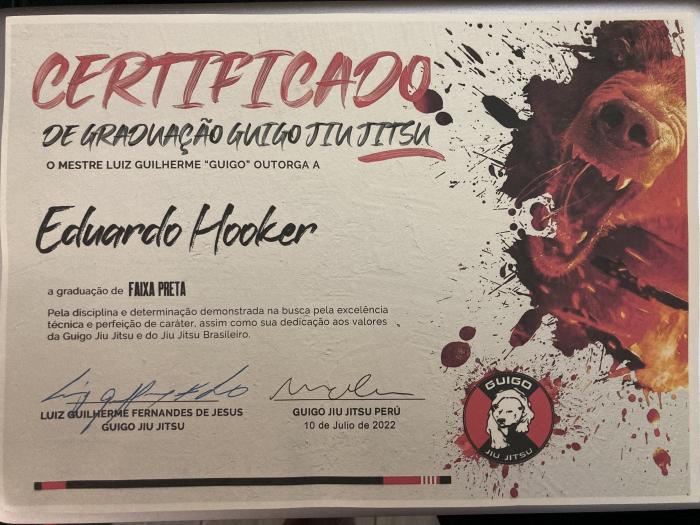 CERTIFICADO
DE GRADUAÇÃO GUIGO JIU JITSU
O MESTRE LUIZ GUILHERME "GUIGO" OUTORGA A
Eduardo Hooker
a graduação de FAIXA PRETA
Pela disciplina e determinação demonstrada na busca pela excelência
técnica e perfeição de caráter, assim como sua dedicação aos valores
da Guigo Jiu Jitsu e do Jiu Jitsu Brasileiro.
LUIZ GUILHERME FERNANDES DE JESUS
GUIGO JIU JITSU
GUIGO JIU JITSU PERÚ
10 de Julio de 2022
GUIGO
JIU JITSU